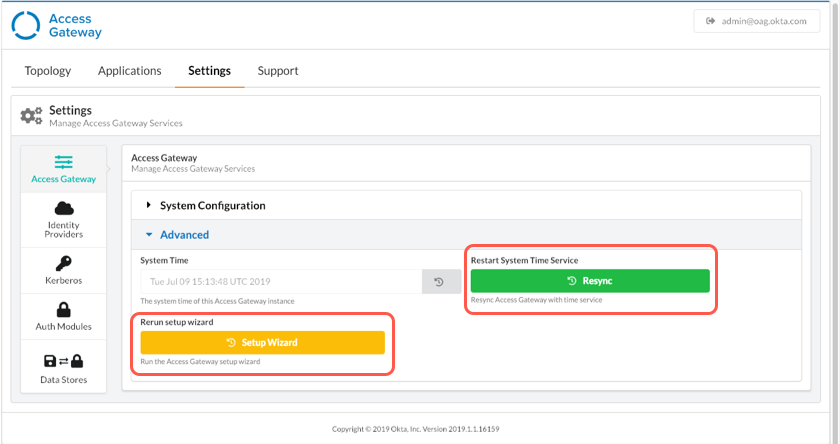 Access
Gateway
admin@oag.okta.com
Topology
Applications
Settings
Support
Settings
Manage Access Gateway Services
Access Gateway
Identity
Providers
Kerberos
Auth Modules
Data Stores
Access Gateway
Manage Access Gateway Services
System Configuration
Advanced
System Time
Tue Jul 09 15:13:48 UTC 2019
The system time of this Access Gateway instance
Restart System Time Service
Resync
Resync Access Gateway with time service
Rerun setup wizard
Setup Wizard
Run the Access Gateway setup wizard
Copyright © 2019 Okta, Inc. Version 2019.1.1.16159